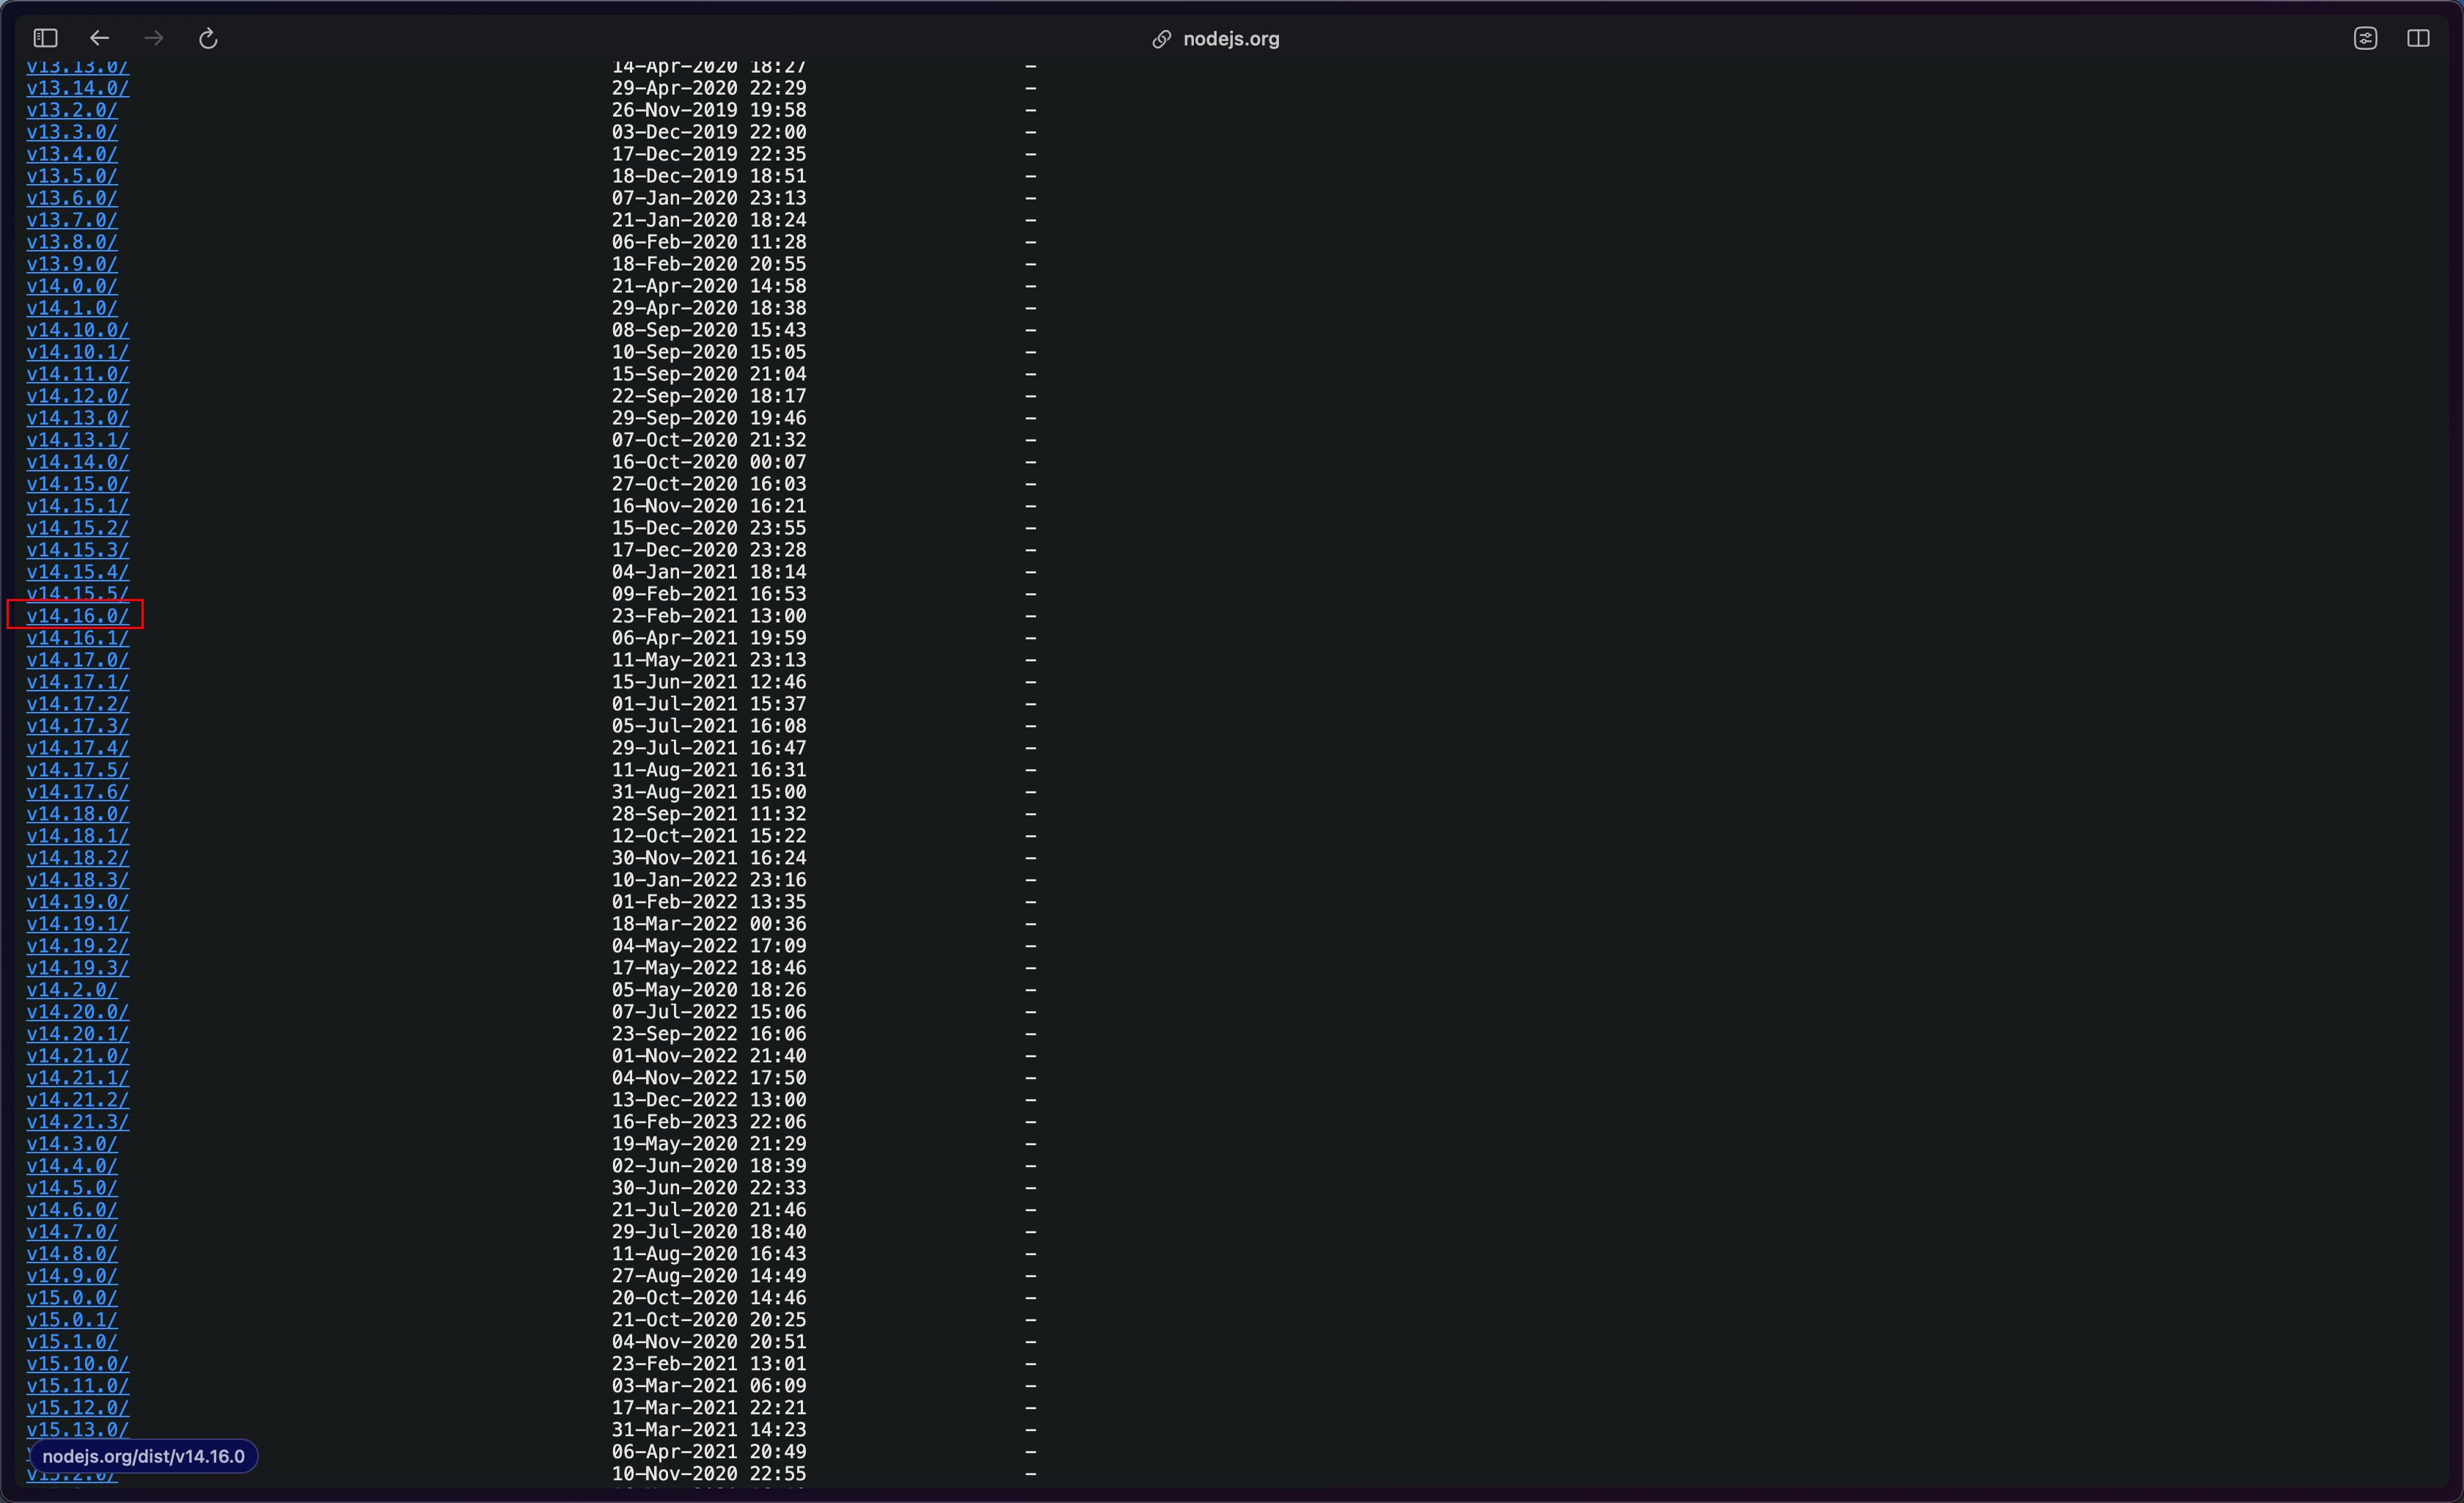 nodejs.org
v13.13.0/ 14-Apr-2020 18:27 -
v13.14.0/ 29-Apr-2020 22:29 -
v13.2.0/ 26-Nov-2019 19:58 -
v13.3.0/ 03-Dec-2019 22:00 -
v13.4.0/ 17-Dec-2019 22:35 -
v13.5.0/ 18-Dec-2019 18:51 -
v13.6.0/ 07-Jan-2020 23:13 -
v13.7.0/ 21-Jan-2020 18:24 -
v13.8.0/ 06-Feb-2020 11:28 -
v13.9.0/ 18-Feb-2020 20:55 -
v14.0.0/ 21-Apr-2020 14:58 -
v14.1.0/ 29-Apr-2020 18:38 -
v14.10.0/ 08-Sep-2020 15:43 -
v14.10.1/ 10-Sep-2020 15:05 -
v14.11.0/ 15-Sep-2020 21:04 -
v14.12.0/ 22-Sep-2020 18:17 -
v14.13.0/ 29-Sep-2020 19:46 -
v14.13.1/ 07-Oct-2020 21:32 -
v14.14.0/ 16-Oct-2020 00:07 -
v14.15.0/ 27-Oct-2020 16:03 -
v14.15.1/ 16-Nov-2020 16:21 -
v14.15.2/ 15-Dec-2020 23:55 -
v14.15.3/ 17-Dec-2020 23:28 -
v14.15.4/ 04-Jan-2021 18:14 -
v14.15.5/ 09-Feb-2021 16:53 -
v14.16.0/ 23-Feb-2021 13:00 -
v14.16.1/ 06-Apr-2021 19:59 -
v14.17.0/ 11-May-2021 23:13 -
v14.17.1/ 15-Jun-2021 12:46 -
v14.17.2/ 01-Jul-2021 15:37 -
v14.17.3/ 05-Jul-2021 16:08 -
v14.17.4/ 29-Jul-2021 16:47 -
v14.17.5/ 11-Aug-2021 16:31 -
v14.17.6/ 31-Aug-2021 15:00 -
v14.18.0/ 28-Sep-2021 11:32 -
v14.18.1/ 12-Oct-2021 15:22 -
v14.18.2/ 30-Nov-2021 16:24 -
v14.18.3/ 10-Jan-2022 23:16 -
v14.19.0/ 01-Feb-2022 13:35 -
v14.19.1/ 18-Mar-2022 00:36 -
v14.19.2/ 04-May-2022 17:09 -
v14.19.3/ 17-May-2022 18:46 -
v14.2.0/ 05-May-2020 18:26 -
v14.20.0/ 07-Jul-2022 15:06 -
v14.20.1/ 23-Sep-2022 16:06 -
v14.21.0/ 01-Nov-2022 21:40 -
v14.21.1/ 04-Nov-2022 17:50 -
v14.21.2/ 13-Dec-2022 13:00 -
v14.21.3/ 16-Feb-2023 22:06 -
v14.3.0/ 19-May-2020 21:29 -
v14.4.0/ 02-Jun-2020 18:39 -
v14.5.0/ 30-Jun-2020 22:33 -
v14.6.0/ 21-Jul-2020 21:46 -
v14.7.0/ 29-Jul-2020 18:40 -
v14.8.0/ 11-Aug-2020 16:43 -
v14.9.0/ 27-Aug-2020 14:49 -
v15.0.0/ 20-Oct-2020 14:46 -
v15.0.1/ 21-Oct-2020 20:25 -
v15.1.0/ 04-Nov-2020 20:51 -
v15.10.0/ 23-Feb-2021 13:01 -
v15.11.0/ 03-Mar-2021 06:09 -
v15.12.0/ 17-Mar-2021 22:21 -
v15.13.0/ 31-Mar-2021 14:23 -
06-Apr-2021 20:49 -
v15.2.0/ 10-Nov-2020 22:55 -
nodejs.org/dist/v14.16.0